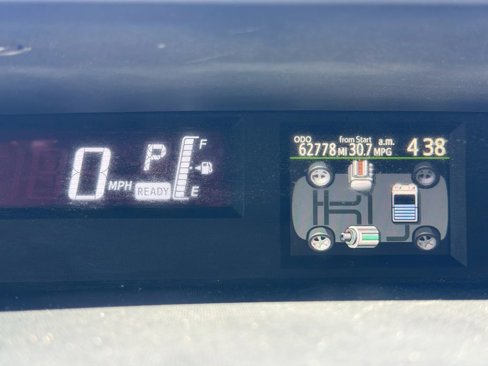 0 MPH
P
READY
F
E
ODO from Start a.m.
62778 MI 30.7 MPG 4 38